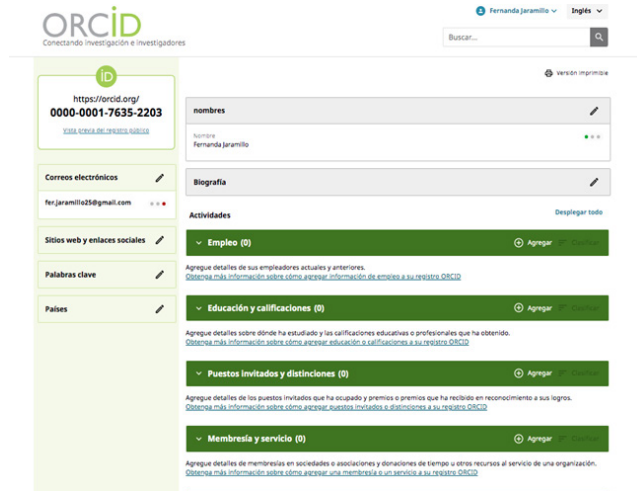 Fernanda Jaramillo
Inglés
ORCID
Conectando investigación e investigadores
Buscar...
iD
https://orcid.org/
0000-0001-7635-2203
Vista previa del registro público
Correos electrónicos
fer.jaramillo25@gmail.com
Sitios web y enlaces sociales
Palabras clave
Países
Versión imprimible
nombres
Nombre
Fernanda Jaramillo
Biografía
Actividades
Desplegar todo
Empleo (0)
Agregar
Clasificar
Agregue detalles de sus empleadores actuales y anteriores.
Obtenga más información sobre cómo agregar información de empleo a su registro ORCID
Educación y calificaciones (0)
Agregar
Clasificar
Agregue detalles sobre dónde ha estudiado y las calificaciones educativas o profesionales que ha obtenido.
Obtenga más información sobre cómo agregar educación o calificaciones a su registro ORCID
Puestos invitados y distinciones (0)
Agregar
Clasificar
Agregue detalles de los puestos invitados que ha ocupado y premios o premios que ha recibido en reconocimiento a sus logros.
Obtenga más información sobre cómo agregar puestos invitados o distinciones a su registro ORCID
Membresía y servicio (0)
Agregar
Clasificar
Agregue detalles de membresías en sociedades o asociaciones y donaciones de tiempo u otros recursos al servicio de una organización.
Obtenga más información sobre cómo agregar una membresía o un servicio a su registro ORCID